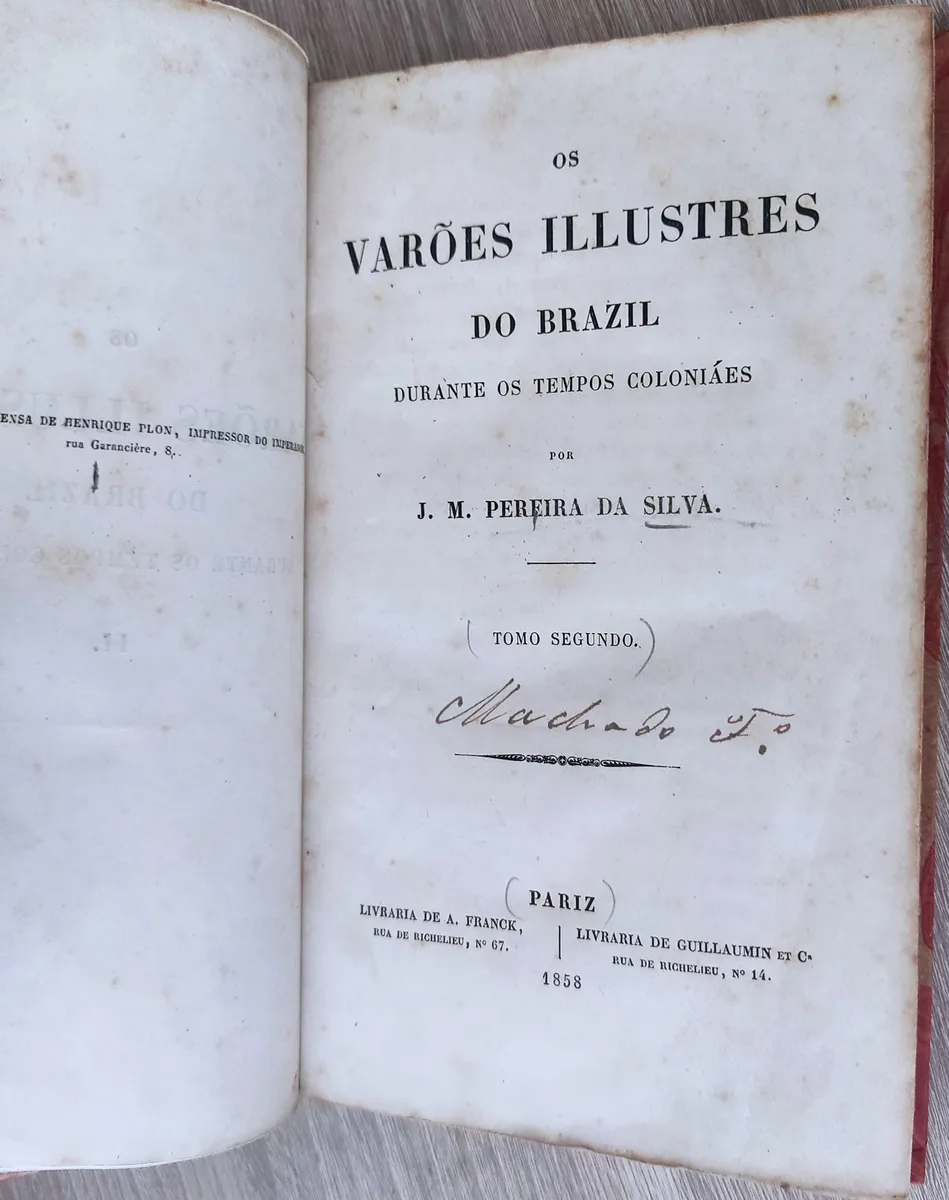 ENSA DE HENRIQUE PLON, IMPRESSOR DO IMPERADOR
rua Garancière, 8.
OS
VARÕES ILLUSTRES
DO BRAZIL
DURANTE OS TEMPOS COLONIÁES
POR
J. M. PEREIRA DA SILVA.
(TOMO SEGUNDO.)
Machado F.º
(PARIZ)
LIVRARIA DE A. FRANCK,
RUA DE RICHELIEU, Nº 67.
LIVRARIA DE GUILLAUMIN ET Cª
RUA DE RICHELIEU, Nº 14.
1858